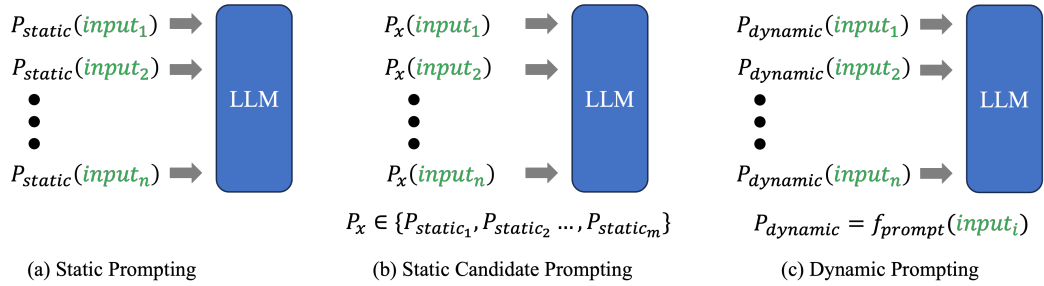 P_static(input_1)
P_static(input_2)
P_static(input_n)
LLM
(a) Static Prompting
P_x(input_1)
P_x(input_2)
P_x(input_n)
LLM
P_x ∈ {P_static_1, P_static_2 ..., P_static_m}
(b) Static Candidate Prompting
P_dynamic(input_1)
P_dynamic(input_2)
P_dynamic(input_n)
LLM
P_dynamic = f_prompt(input_i)
(c) Dynamic Prompting